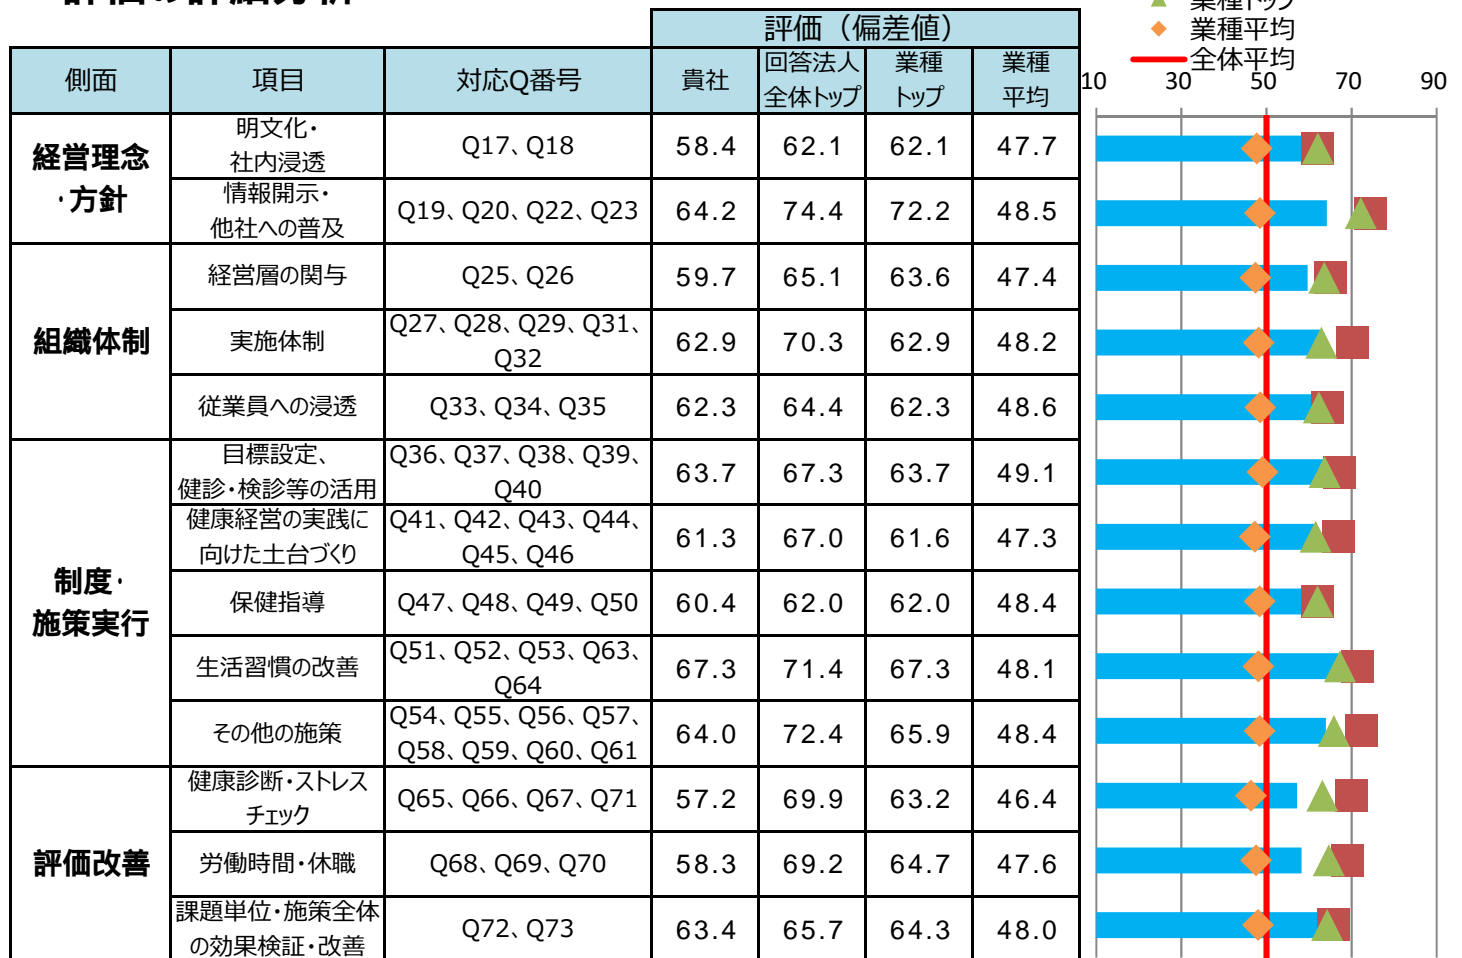 評価の詳細分析
業種トップ
業種平均
全体平均
評価（偏差値）
側面 項目 対応Q番号 貴社 回答法人全体トップ 業種トップ 業種平均
10 30 50 70 90
経営理念・方針
明文化・社内浸透 Q17、Q18 58.4 62.1 62.1 47.7
情報開示・他社への普及 Q19、Q20、Q22、Q23 64.2 74.4 72.2 48.5
組織体制
経営層の関与 Q25、Q26 59.7 65.1 63.6 47.4
実施体制 Q27、Q28、Q29、Q31、Q32 62.9 70.3 62.9 48.2
従業員への浸透 Q33、Q34、Q35 62.3 64.4 62.3 48.6
制度・施策実行
目標設定、健診・検診等の活用 Q36、Q37、Q38、Q39、Q40 63.7 67.3 63.7 49.1
健康経営の実践に向けた土台づくり Q41、Q42、Q43、Q44、Q45、Q46 61.3 67.0 61.6 47.3
保健指導 Q47、Q48、Q49、Q50 60.4 62.0 62.0 48.4
生活習慣の改善 Q51、Q52、Q53、Q63、Q64 67.3 71.4 67.3 48.1
その他の施策 Q54、Q55、Q56、Q57、Q58、Q59、Q60、Q61 64.0 72.4 65.9 48.4
評価改善
健康診断・ストレスチェック Q65、Q66、Q67、Q71 57.2 69.9 63.2 46.4
労働時間・休職 Q68、Q69、Q70 58.3 69.2 64.7 47.6
課題単位・施策全体の効果検証・改善 Q72、Q73 63.4 65.7 64.3 48.0